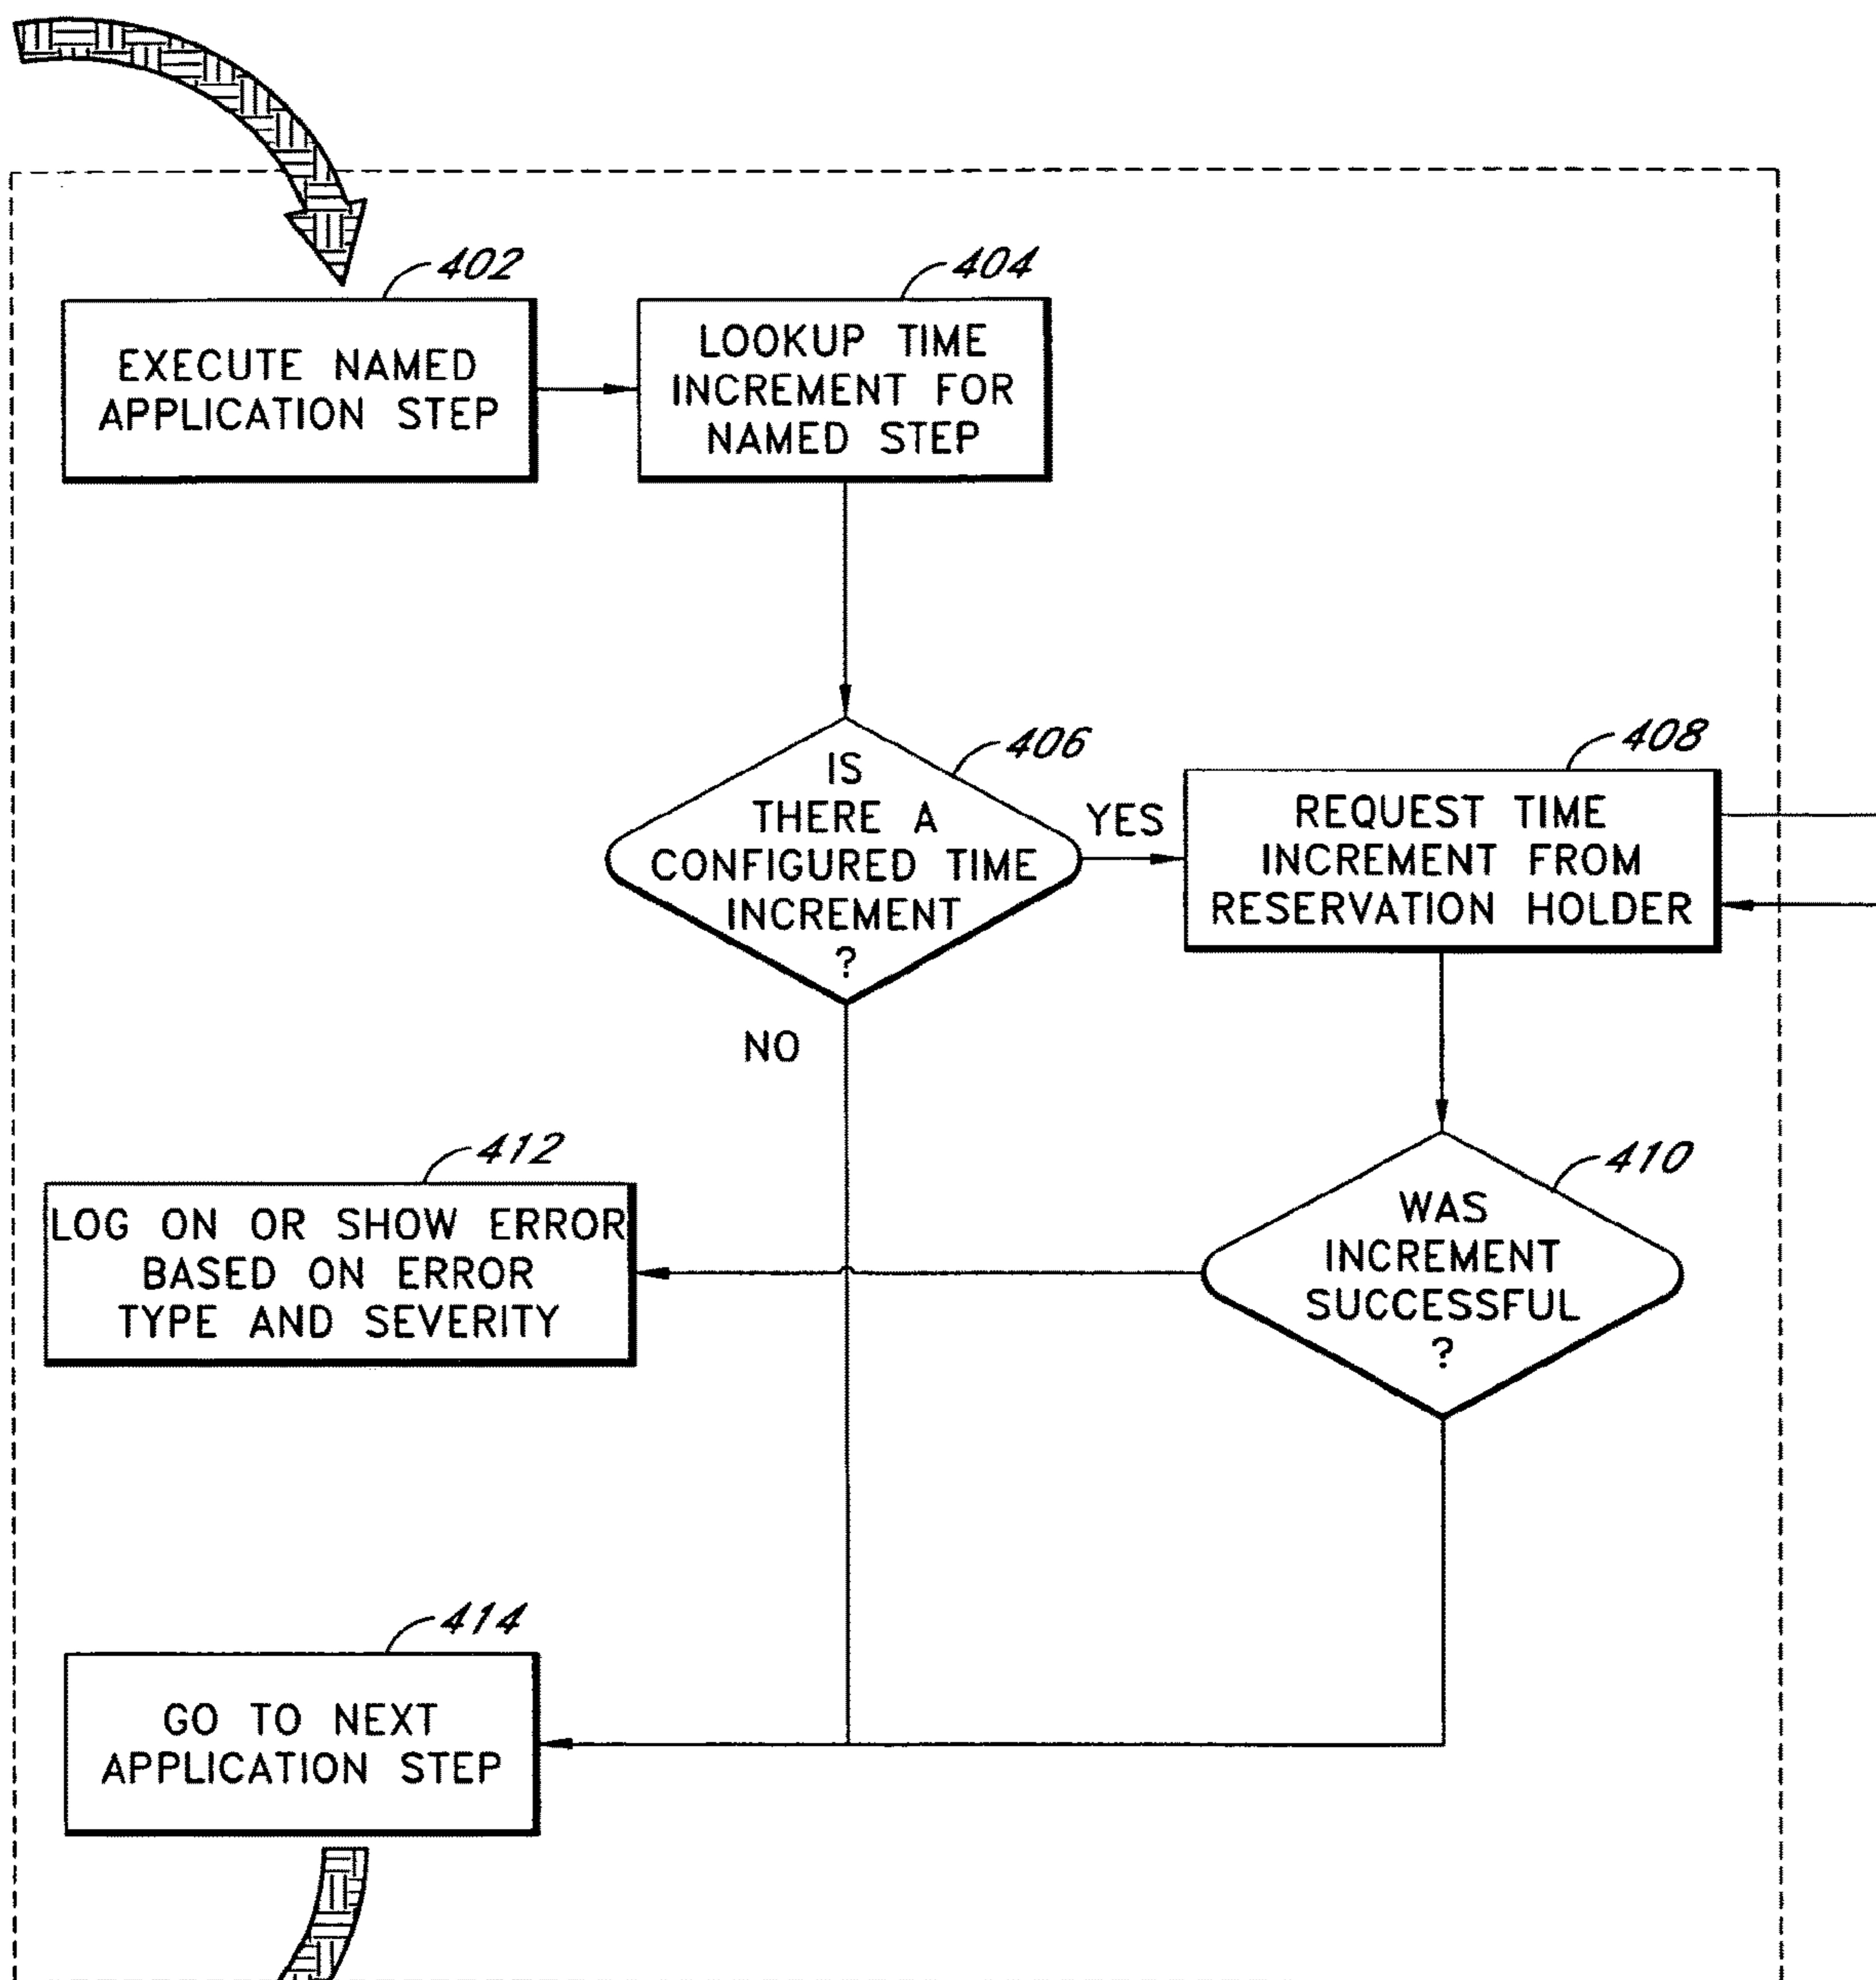 402
EXECUTE NAMED
APPLICATION STEP
404
LOOKUP TIME
INCREMENT FOR
NAMED STEP
406
IS
THERE A
CONFIGURED TIME
INCREMENT
?
YES
NO
408
REQUEST TIME
INCREMENT FROM
RESERVATION HOLDER
410
WAS
INCREMENT
SUCCESSFUL
?
412
LOG ON OR SHOW ERROR
BASED ON ERROR
TYPE AND SEVERITY
414
GO TO NEXT
APPLICATION STEP